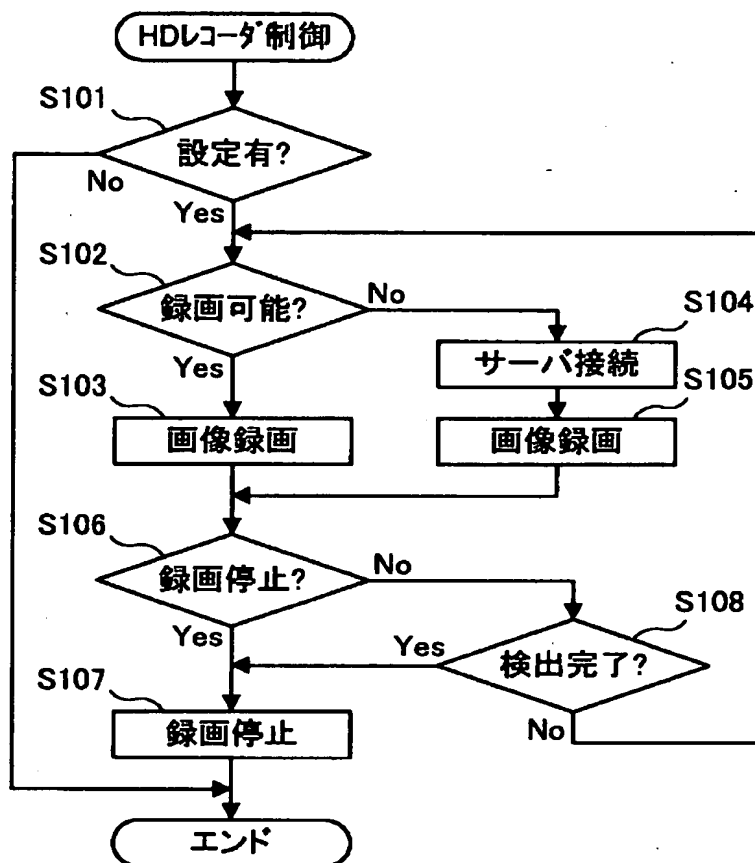 HDレコーダ制御
S101
設定有?
No
Yes
S102
録画可能?
No
S104
Yes
サーバ接続
S103
S105
画像録画
画像録画
S106
録画停止?
No
S108
Yes
Yes
検出完了?
S107
録画停止
No
エンド